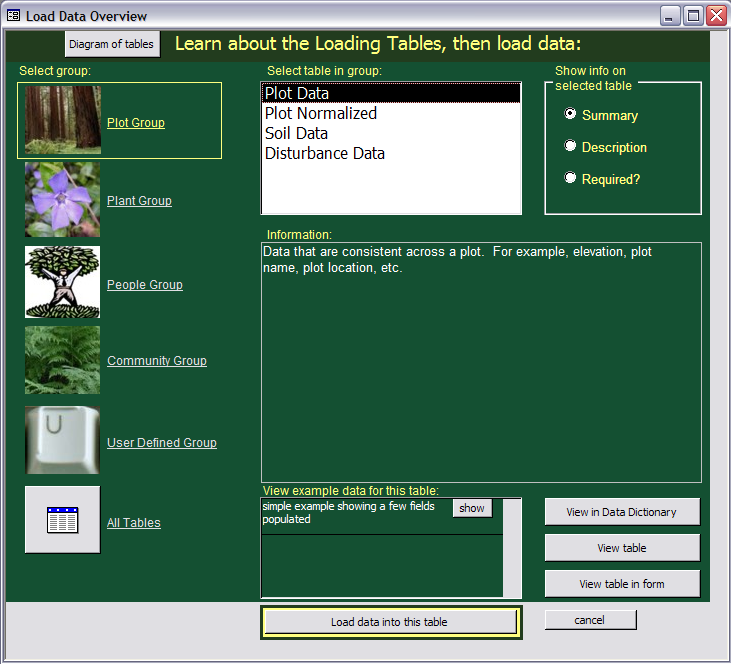 Load Data Overview
Diagram of tables
Learn about the Loading Tables, then load data:
Select group:
Plot Group
Plant Group
People Group
Community Group
U
User Defined Group
All Tables
Select table in group:
Plot Data
Plot Normalized
Soil Data
Disturbance Data
Show info on
selected table
Summary
Description
Required?
Information:
Data that are consistent across a plot.  For example, elevation, plot
name, plot location, etc.
View example data for this table:
simple example showing a few fields
populated
show
View in Data Dictionary
View table
View table in form
Load data into this table
cancel